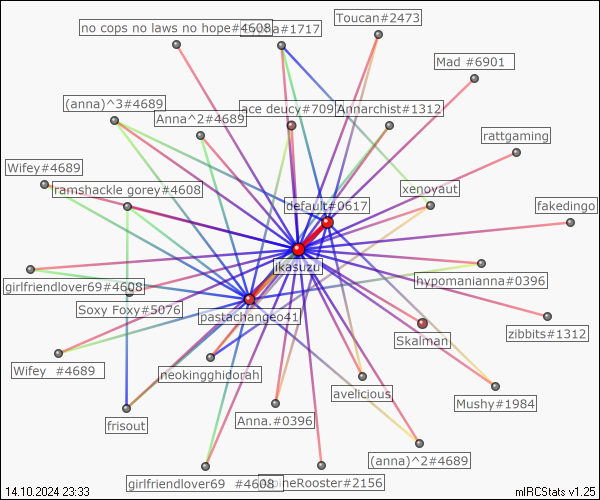 Toucan#2473
no cops no laws no hope#4608
#1717
Mad #6901
(anna)^3#4689
ace deucy#709
Annarchist#1312
Anna^2#4689
rattgaming
Wifey#4689
ramshackle gorey#4608
xenoyaut
default#0617
fakedingo
jkasuzu
hypomanianna#0396
girlfriendlover69#4608
Soxy Foxy#5076
pastachangeo41
zibbits#1312
Skalman
Wifey #4689
neokingghidorah
avelicious
Mushy#1984
frisout
Anna.#0396
(anna)^2#4689
girlfriendlover69 #4608
pineRooster#2156
14.10.2024 23:33
mIRCStats v1.25